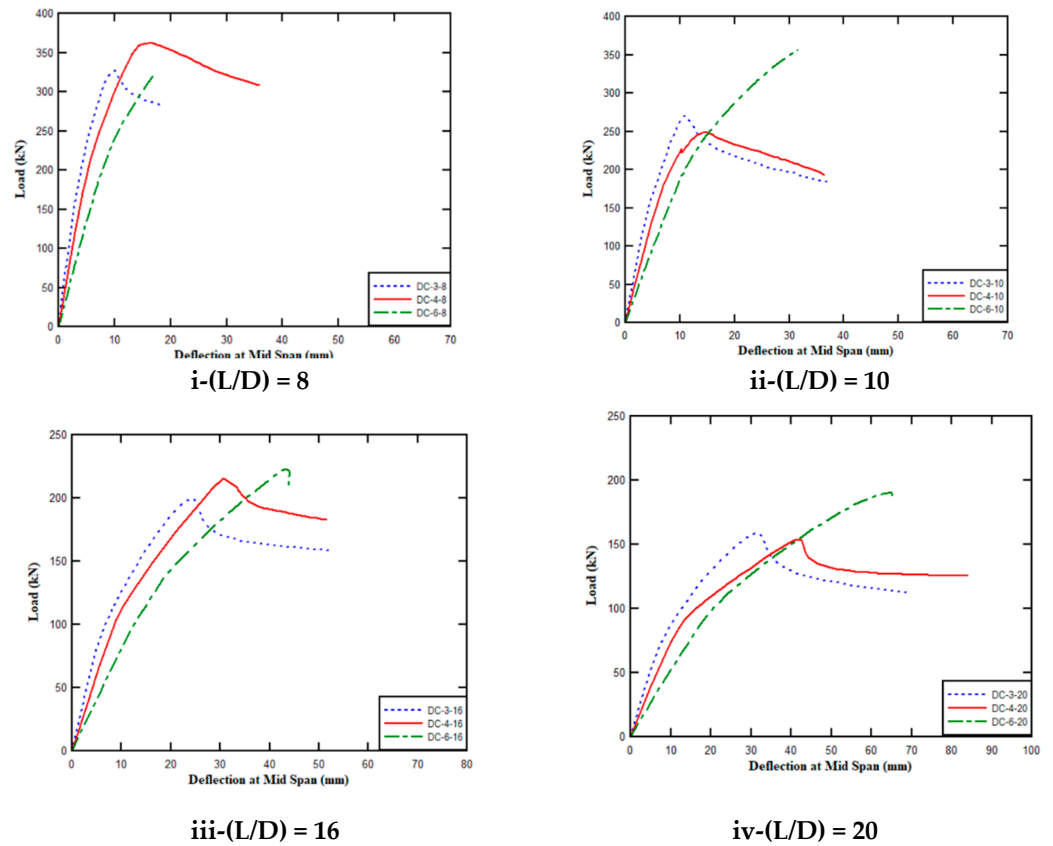 400
350
300
250
200
150
100
50
0
Load (kN)
DC-3-8
DC-4-8
DC-6-8
0 10 20 30 40 50 60 70
Deflection at Mid Span (mm)
i-(L/D) = 8
400
350
300
250
200
150
100
50
0
Load (kN)
DC-3-10
DC-4-10
DC-6-10
0 10 20 30 40 50 60 70
Deflection at Mid Span (mm)
ii-(L/D) = 10
250
200
150
100
50
0
Load (kN)
DC-3-16
DC-4-16
DC-6-16
0 10 20 30 40 50 60 70 80
Deflection at Mid Span (mm)
iii-(L/D) = 16
250
200
150
100
50
0
Load (kN)
DC-3-20
DC-4-20
DC-6-20
0 10 20 30 40 50 60 70 80 90 100
Deflection at Mid Span (mm)
iv-(L/D) = 20